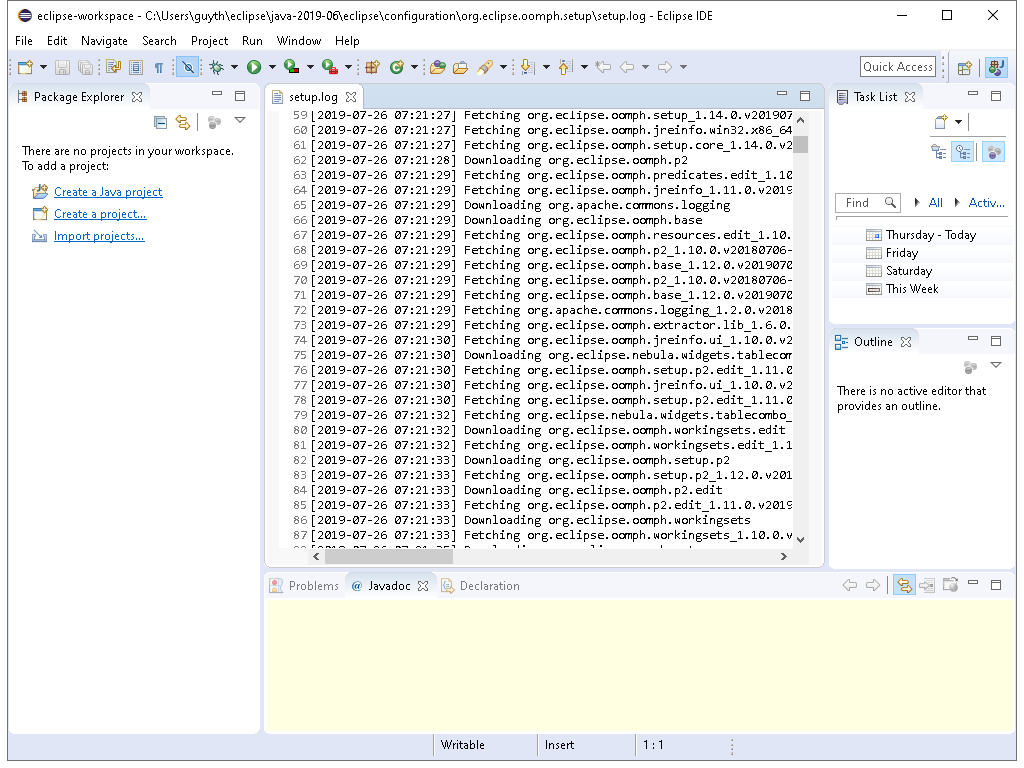 eclipse-workspace - C:\Users\guyth\eclipse\java-2019-06\eclipse\configuration\org.eclipse.oomph.setup\setup.log - Eclipse IDE
File Edit Navigate Search Project Run Window Help
Quick Access
Package Explorer
There are no projects in your workspace.
To add a project:
Create a Java project
Create a project...
Import projects...
setup.log
59 [2019-07-26 07:21:27] Fetching org.eclipse.oomph.setup_1.14.0.v201907
60 [2019-07-26 07:21:27] Fetching org.eclipse.oomph.jreinfo.win32.x86_64
61 [2019-07-26 07:21:27] Fetching org.eclipse.oomph.setup.core_1.14.0.v2
62 [2019-07-26 07:21:28] Downloading org.eclipse.oomph.p2
63 [2019-07-26 07:21:29] Fetching org.eclipse.oomph.predicates.edit_1.10
64 [2019-07-26 07:21:29] Fetching org.eclipse.oomph.jreinfo_1.11.0.v2019
65 [2019-07-26 07:21:29] Downloading org.apache.commons.logging
66 [2019-07-26 07:21:29] Downloading org.eclipse.oomph.base
67 [2019-07-26 07:21:29] Fetching org.eclipse.oomph.resources.edit_1.10.
68 [2019-07-26 07:21:29] Fetching org.eclipse.oomph.p2_1.10.0.v20180706-
69 [2019-07-26 07:21:29] Fetching org.eclipse.oomph.base_1.12.0.v2019070
70 [2019-07-26 07:21:29] Fetching org.eclipse.oomph.p2_1.10.0.v20180706-
71 [2019-07-26 07:21:29] Fetching org.eclipse.oomph.base_1.12.0.v2019070
72 [2019-07-26 07:21:29] Fetching org.apache.commons.logging_1.2.0.v2018
73 [2019-07-26 07:21:29] Fetching org.eclipse.oomph.extractor.lib_1.6.0.
74 [2019-07-26 07:21:30] Fetching org.eclipse.oomph.jreinfo.ui_1.10.0.v2
75 [2019-07-26 07:21:30] Downloading org.eclipse.nebula.widgets.tablecom
76 [2019-07-26 07:21:30] Fetching org.eclipse.oomph.setup.p2.edit_1.11.0
77 [2019-07-26 07:21:30] Fetching org.eclipse.oomph.jreinfo.ui_1.10.0.v2
78 [2019-07-26 07:21:30] Fetching org.eclipse.oomph.setup.p2.edit_1.11.0
79 [2019-07-26 07:21:32] Fetching org.eclipse.nebula.widgets.tablecombo_
80 [2019-07-26 07:21:32] Downloading org.eclipse.oomph.workingsets.edit
81 [2019-07-26 07:21:32] Fetching org.eclipse.oomph.workingsets.edit_1.1
82 [2019-07-26 07:21:33] Downloading org.eclipse.oomph.setup.p2
83 [2019-07-26 07:21:33] Fetching org.eclipse.oomph.setup.p2_1.12.0.v201
84 [2019-07-26 07:21:33] Downloading org.eclipse.oomph.p2.edit
85 [2019-07-26 07:21:33] Fetching org.eclipse.oomph.p2.edit_1.11.0.v2019
86 [2019-07-26 07:21:33] Downloading org.eclipse.oomph.workingsets
87 [2019-07-26 07:21:33] Fetching org.eclipse.oomph.workingsets_1.10.0.v
Task List
Find All Activ...
Thursday - Today
Friday
Saturday
This Week
Outline
There is no active editor that
provides an outline.
Problems @ Javadoc Declaration
Writable Insert 1 : 1